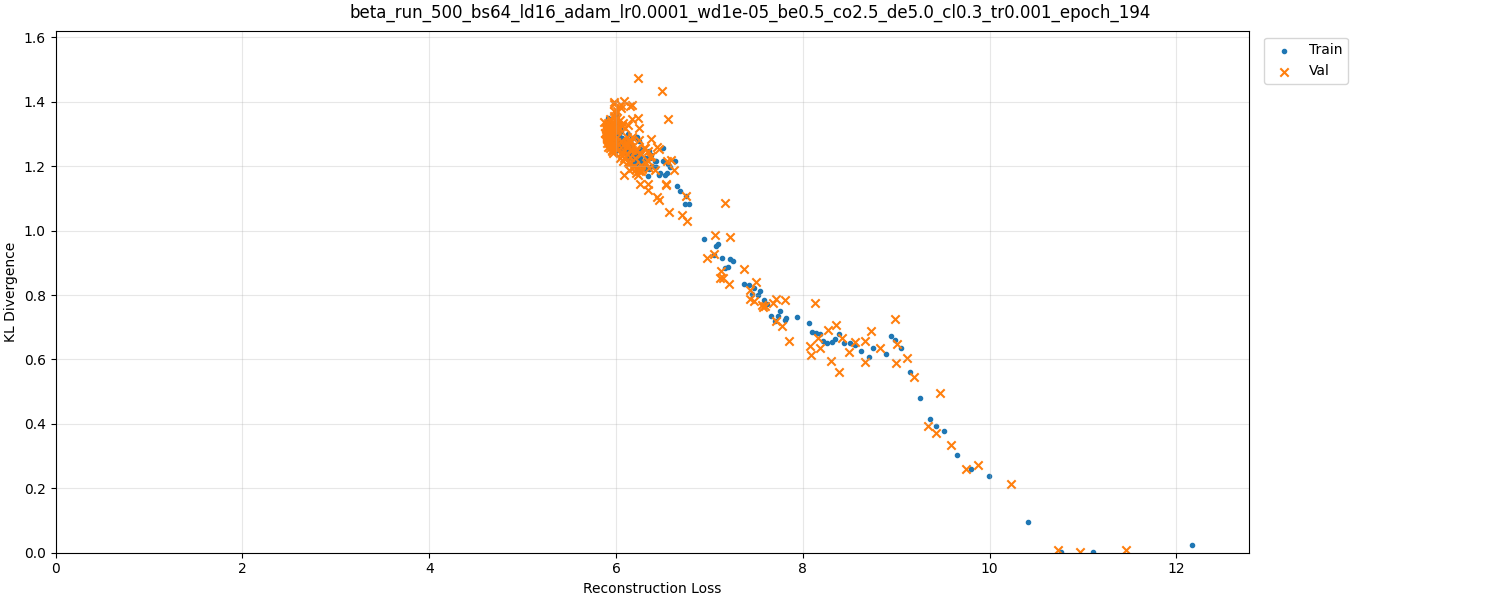 beta_run_500_bs64_ld16_adam_lr0.0001_wd1e-05_be0.5_co2.5_de5.0_cl0.3_tr0.001_epoch_194
Train
Val
KL Divergence
1.6
1.4
1.2
1.0
0.8
0.6
0.4
0.2
0.0
0 2 4 6 8 10 12
Reconstruction Loss